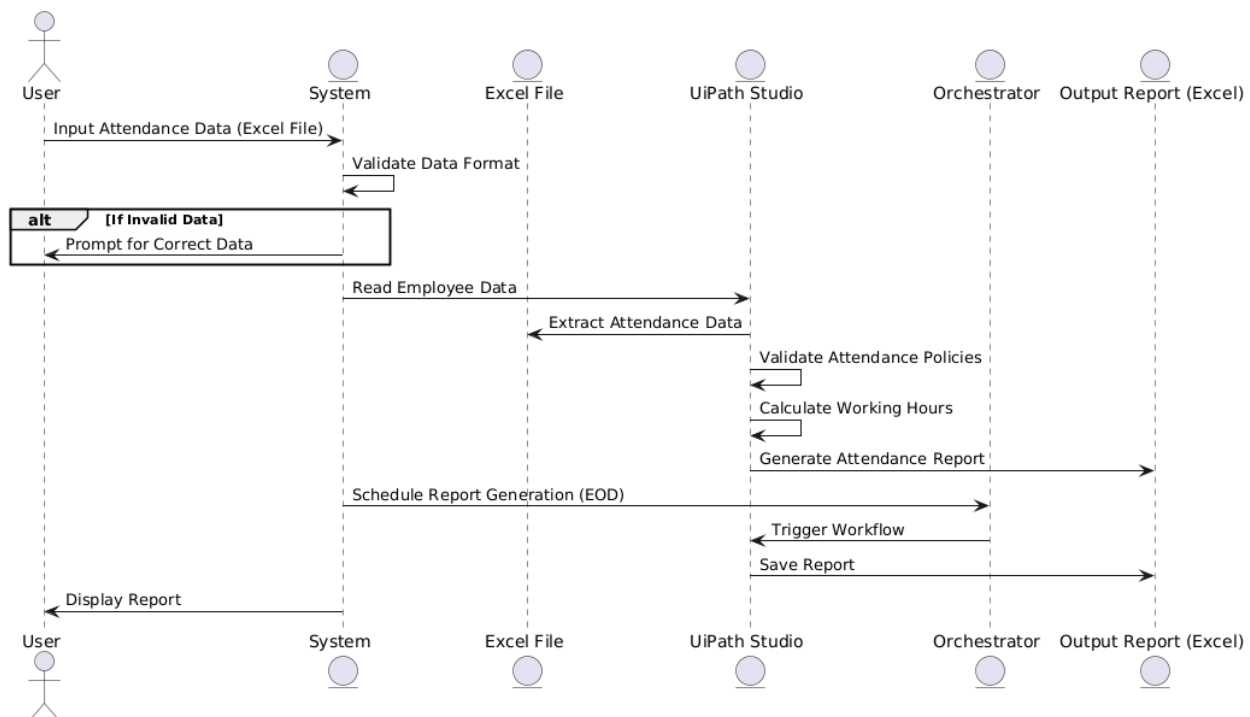 User
System
Excel File
UiPath Studio
Orchestrator
Output Report (Excel)
Input Attendance Data (Excel File)
Validate Data Format
alt
[If Invalid Data]
Prompt for Correct Data
Read Employee Data
Extract Attendance Data
Validate Attendance Policies
Calculate Working Hours
Generate Attendance Report
Schedule Report Generation (EOD)
Trigger Workflow
Save Report
Display Report
User
System
Excel File
UiPath Studio
Orchestrator
Output Report (Excel)